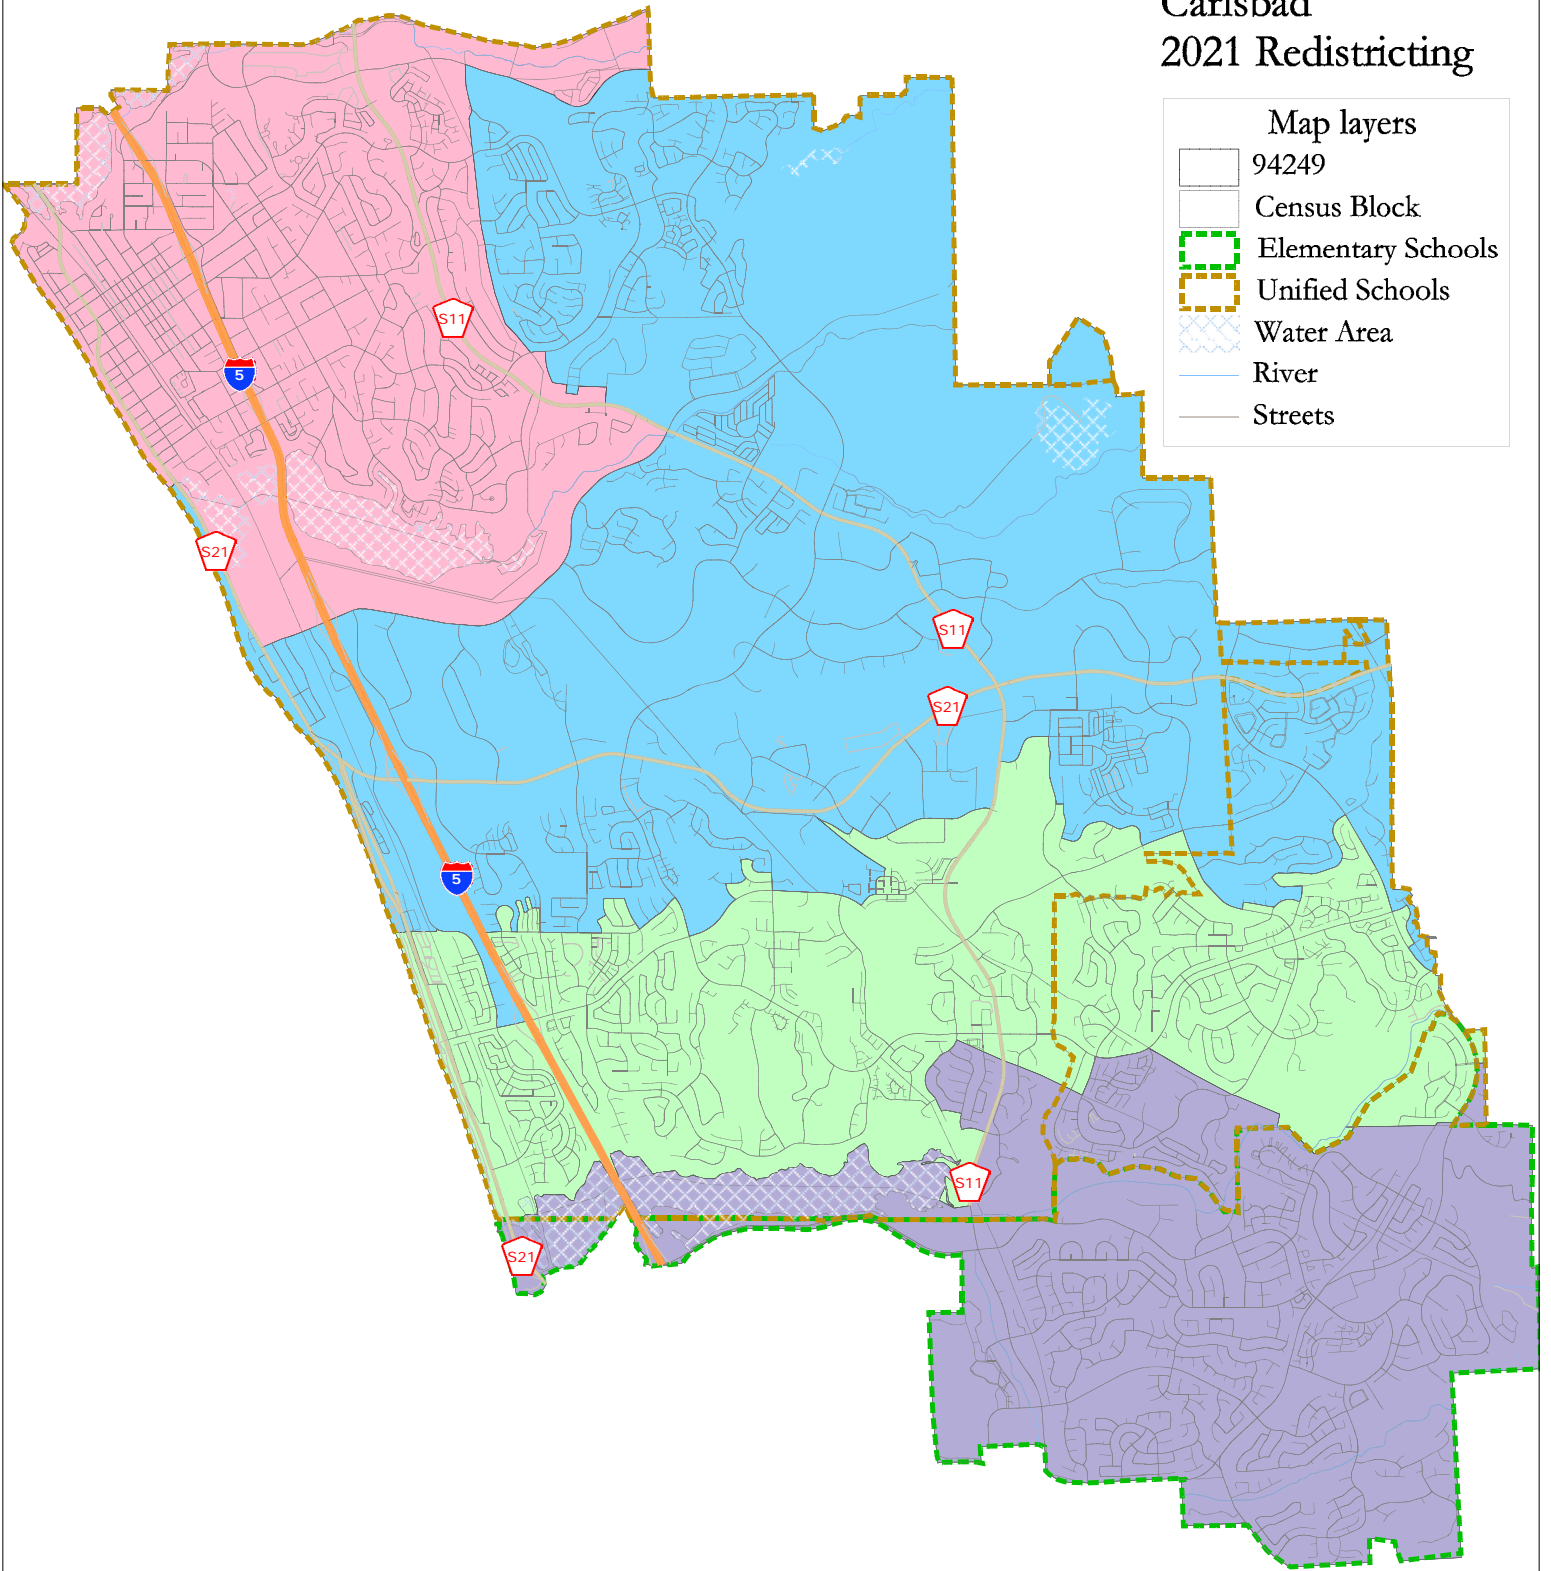 Carlsbad
2021 Redistricting
Map layers
94249
Census Block
Elementary Schools
Unified Schools
Water Area
River
Streets
S11
5
S21
S11
S21
5
S11
S21